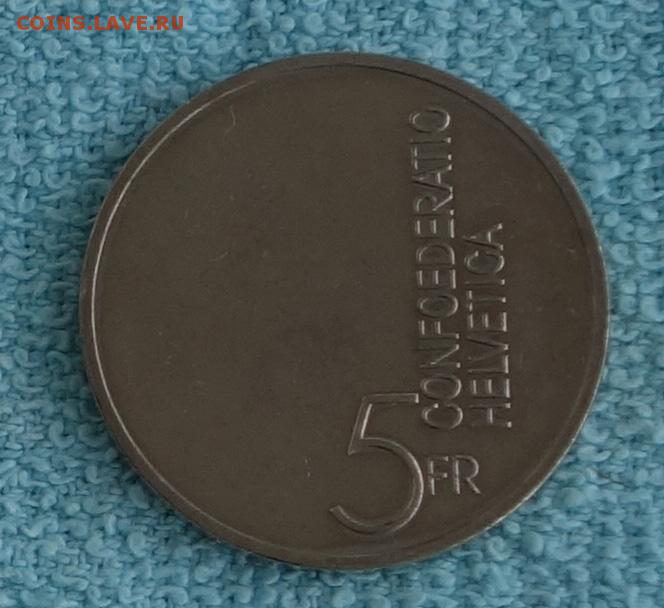 COINS.LAVE.RU
CONFOEDERATIO
HELVETICA
5 FR